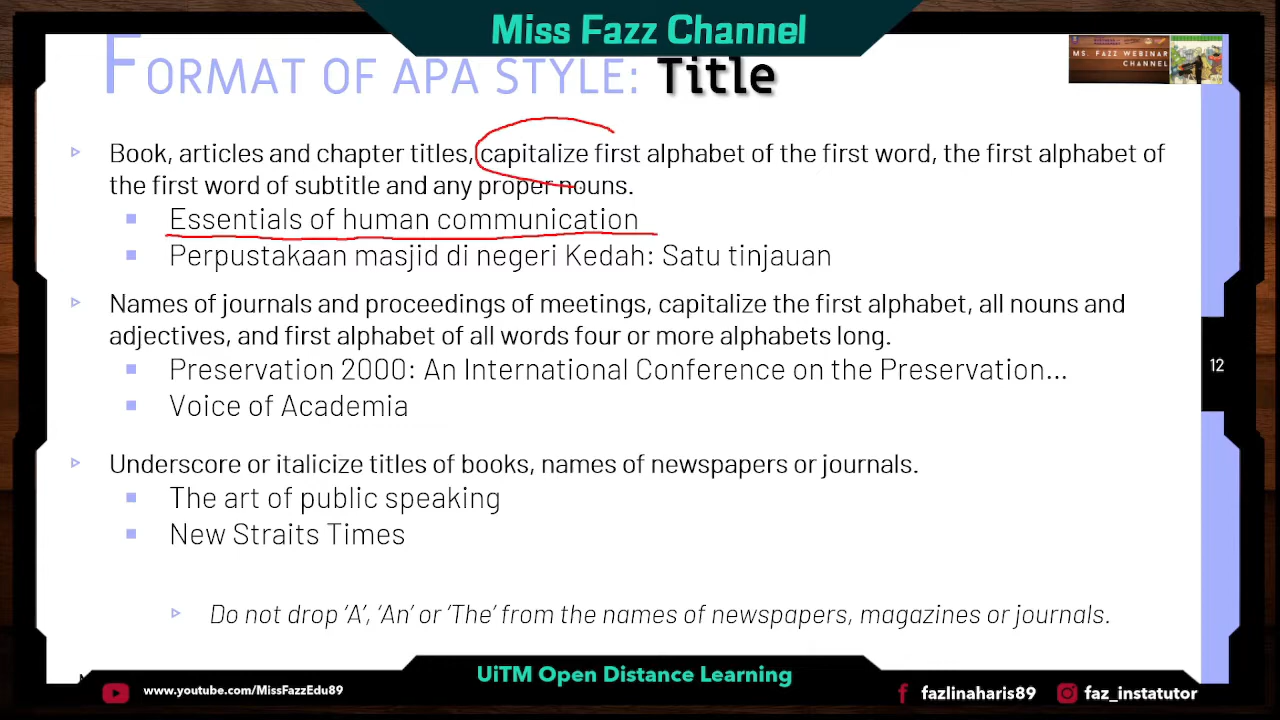 Miss Fazz Channel
FORMAT OF APA STYLE: Title
MS. FAZZ WEBINAR
CHANNEL
Book, articles and chapter titles, capitalize first alphabet of the first word, the first alphabet of
the first word of subtitle and any proper nouns.
Essentials of human communication
Perpustakaan masjid di negeri Kedah: Satu tinjauan
Names of journals and proceedings of meetings, capitalize the first alphabet, all nouns and
adjectives, and first alphabet of all words four or more alphabets long.
Preservation 2000: An International Conference on the Preservation...
12
Voice of Academia
Underscore or italicize titles of books, names of newspapers or journals.
The art of public speaking
New Straits Times
Do not drop ‘A’, ‘An’ or ‘The’ from the names of newspapers, magazines or journals.
UiTM Open Distance Learning
www.youtube.com/MissFazzEdu89
fazlinaharis89
faz_instatutor